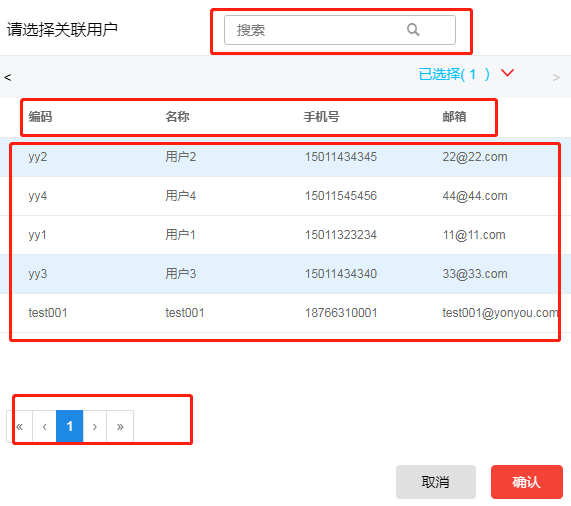 请选择关联用户 搜索
< 已选择( 1 ) >
编码 名称 手机号 邮箱
yy2 用户2 15011434345 22@22.com
yy4 用户4 15011545456 44@44.com
yy1 用户1 15011323234 11@11.com
yy3 用户3 15011434340 33@33.com
test001 test001 18766310001 test001@yonyou.com
« ‹ 1 › »
取消 确认